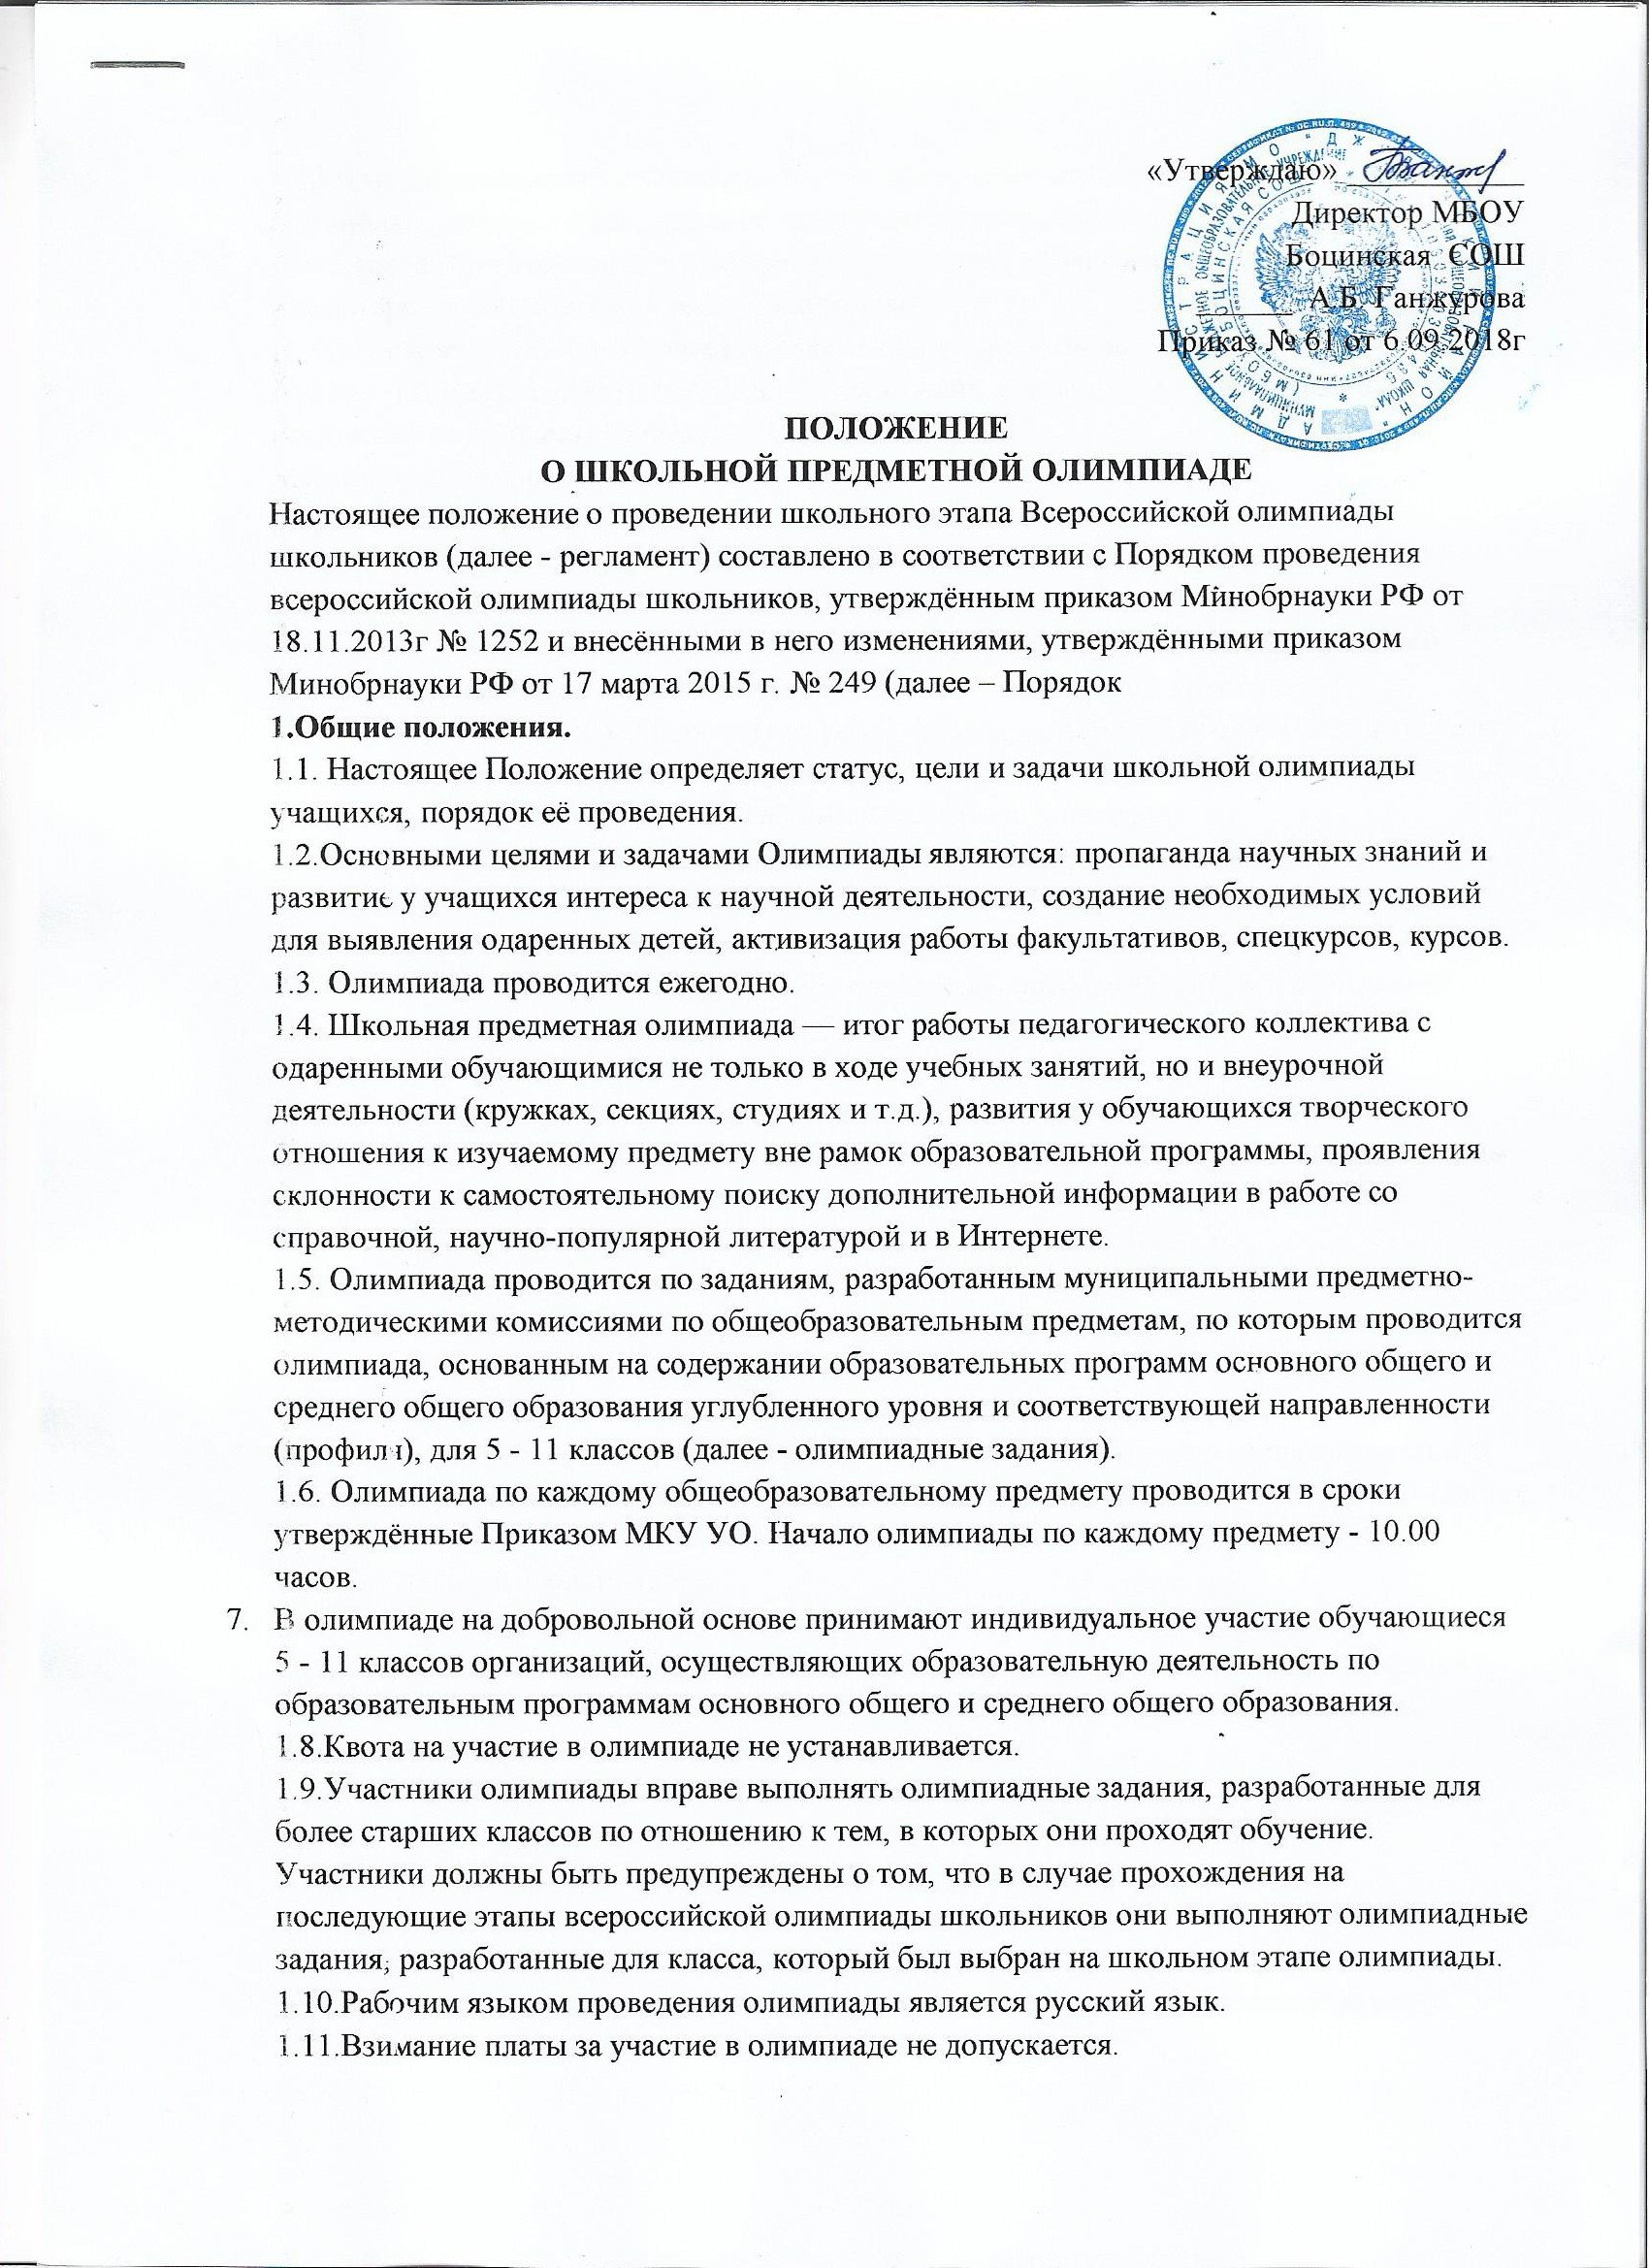 «Утверждаю» ___________
Директор МБОУ
Боцинская СОШ
______ А.Б. Ганжурова
Приказ № 61 от 6.09.2018г
ПОЛОЖЕНИЕ
О ШКОЛЬНОЙ ПРЕДМЕТНОЙ ОЛИМПИАДЕ
Настоящее положение о проведении школьного этапа Всероссийской олимпиады
школьников (далее - регламент) составлено в соответствии с Порядком проведения
всероссийской олимпиады школьников, утверждённым приказом Минобрнауки РФ от
18.11.2013г № 1252 и внесёнными в него изменениями, утверждёнными приказом
Минобрнауки РФ от 17 марта 2015 г. № 249 (далее – Порядок
1.Общие положения.
1.1. Настоящее Положение определяет статус, цели и задачи школьной олимпиады
учащихся, порядок её проведения.
1.2.Основными целями и задачами Олимпиады являются: пропаганда научных знаний и
развитие у учащихся интереса к научной деятельности, создание необходимых условий
для выявления одаренных детей, активизация работы факультативов, спецкурсов, курсов.
1.3. Олимпиада проводится ежегодно.
1.4. Школьная предметная олимпиада — итог работы педагогического коллектива с
одаренными обучающимися не только в ходе учебных занятий, но и внеурочной
деятельности (кружках, секциях, студиях и т.д.), развития у обучающихся творческого
отношения к изучаемому предмету вне рамок образовательной программы, проявления
склонности к самостоятельному поиску дополнительной информации в работе со
справочной, научно-популярной литературой и в Интернете.
1.5. Олимпиада проводится по заданиям, разработанным муниципальными предметно-
методическими комиссиями по общеобразовательным предметам, по которым проводится
олимпиада, основанным на содержании образовательных программ основного общего и
среднего общего образования углубленного уровня и соответствующей направленности
(профиля), для 5 - 11 классов (далее - олимпиадные задания).
1.6. Олимпиада по каждому общеобразовательному предмету проводится в сроки
утверждённые Приказом МКУ УО. Начало олимпиады по каждому предмету - 10.00
часов.
7. В олимпиаде на добровольной основе принимают индивидуальное участие обучающиеся
5 - 11 классов организаций, осуществляющих образовательную деятельность по
образовательным программам основного общего и среднего общего образования.
1.8.Квота на участие в олимпиаде не устанавливается.
1.9.Участники олимпиады вправе выполнять олимпиадные задания, разработанные для
более старших классов по отношению к тем, в которых они проходят обучение.
Участники должны быть предупреждены о том, что в случае прохождения на
последующие этапы всероссийской олимпиады школьников они выполняют олимпиадные
задания, разработанные для класса, который был выбран на школьном этапе олимпиады.
1.10.Рабочим языком проведения олимпиады является русский язык.
1.11.Взимание платы за участие в олимпиаде не допускается.